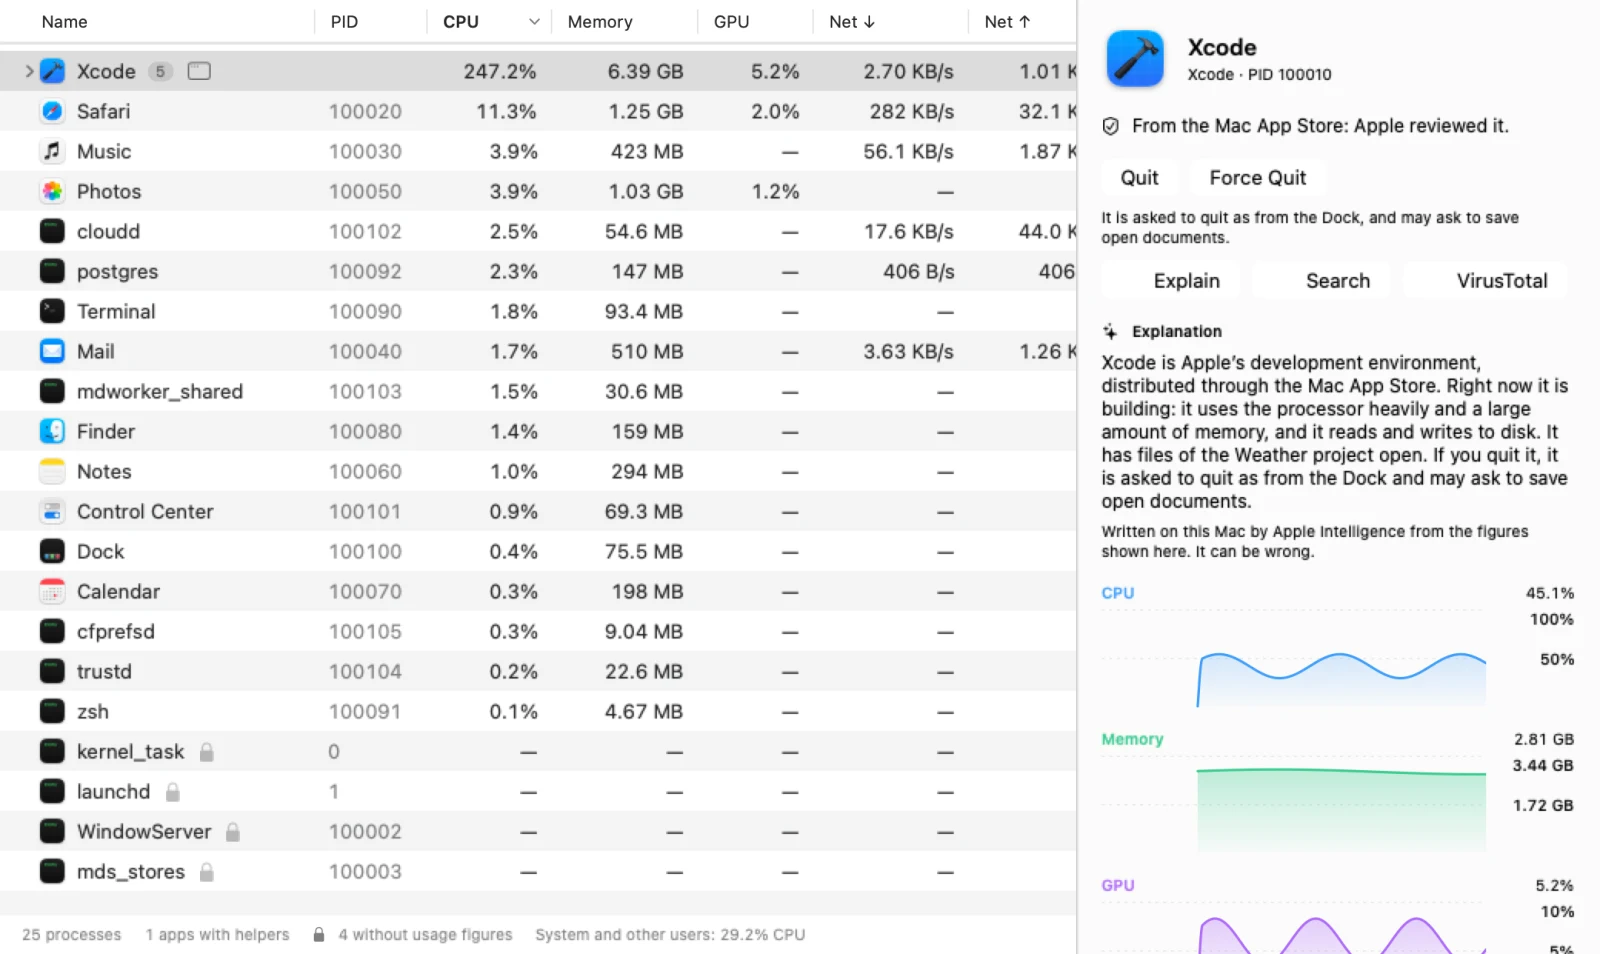 Name PID CPU Memory GPU Net ↓ Net ↑
Xcode 5 247.2% 6.39 GB 5.2% 2.70 KB/s 1.01 K
Safari 100020 11.3% 1.25 GB 2.0% 282 KB/s 32.1 K
Music 100030 3.9% 423 MB — 56.1 KB/s 1.87 K
Photos 100050 3.9% 1.03 GB 1.2% —
cloudd 100102 2.5% 54.6 MB — 17.6 KB/s 44.0 K
postgres 100092 2.3% 147 MB — 406 B/s 406
Terminal 100090 1.8% 93.4 MB — —
Mail 100040 1.7% 510 MB — 3.63 KB/s 1.26 K
mdworker_shared 100103 1.5% 30.6 MB — —
Finder 100080 1.4% 159 MB — —
Notes 100060 1.0% 294 MB — —
Control Center 100101 0.9% 69.3 MB — —
Dock 100100 0.4% 75.5 MB — —
Calendar 100070 0.3% 198 MB — —
cfprefsd 100105 0.3% 9.04 MB — —
trustd 100104 0.2% 22.6 MB — —
zsh 100091 0.1% 4.67 MB — —
kernel_task 0 — — — —
launchd 1 — — — —
WindowServer 100002 — — — —
mds_stores 100003 — — — —
25 processes 1 apps with helpers 4 without usage figures System and other users: 29.2% CPU
Xcode
Xcode · PID 100010
From the Mac App Store: Apple reviewed it.
Quit Force Quit
It is asked to quit as from the Dock, and may ask to save
open documents.
Explain Search VirusTotal
Explanation
Xcode is Apple’s development environment,
distributed through the Mac App Store. Right now it is
building: it uses the processor heavily and a large
amount of memory, and it reads and writes to disk. It
has files of the Weather project open. If you quit it, it
is asked to quit as from the Dock and may ask to save
open documents.
Written on this Mac by Apple Intelligence from the figures
shown here. It can be wrong.
CPU 45.1%
100%
50%
Memory 2.81 GB
3.44 GB
1.72 GB
GPU 5.2%
10%
5%